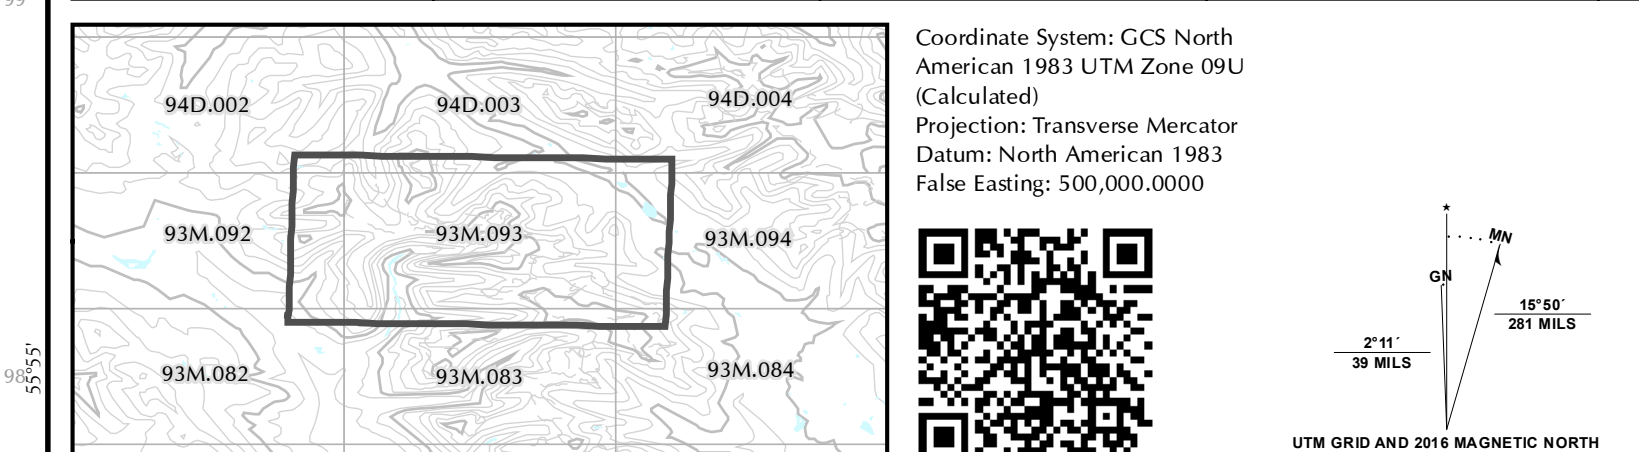 99
94D.002 94D.003 94D.004
93M.092 93M.093 93M.094
93M.082 93M.083 93M.084
98
55°55'
Coordinate System: GCS North
American 1983 UTM Zone 09U
(Calculated)
Projection: Transverse Mercator
Datum: North American 1983
False Easting: 500,000.0000
MN
GN
15°50´
281 MILS
2°11´
39 MILS
UTM GRID AND 2016 MAGNETIC NORTH